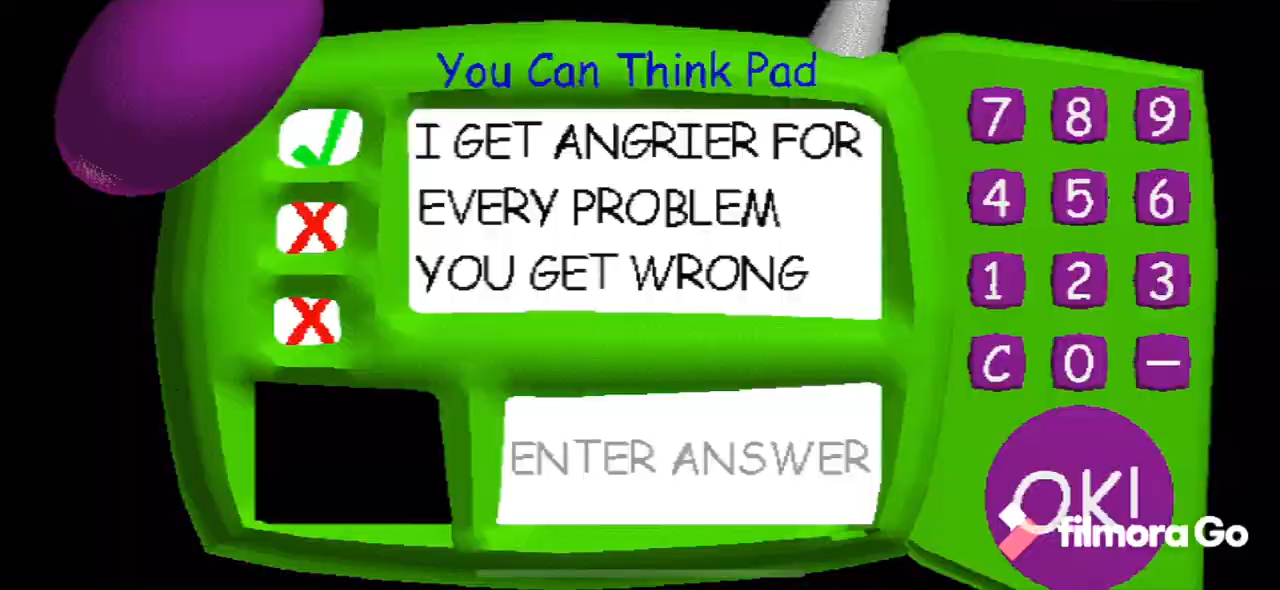 You Can Think Pad
I GET ANGRIER FOR
EVERY PROBLEM
YOU GET WRONG
ENTER ANSWER
7 8 9
4 5 6
1 2 3
C 0 −
OK!
filmora Go